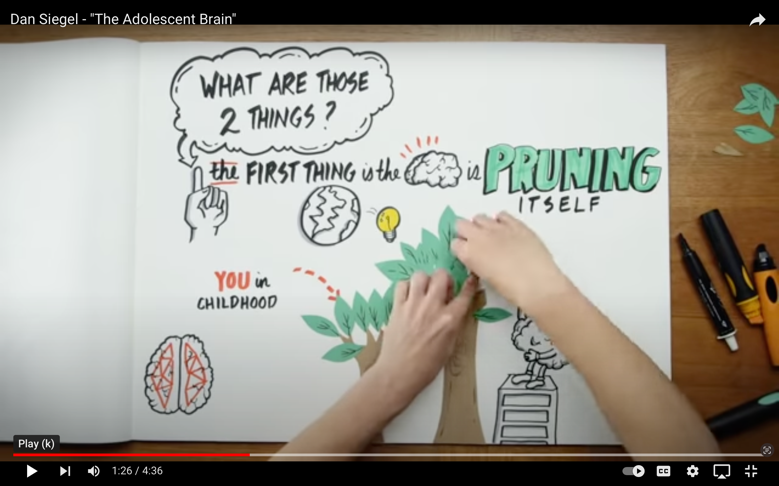 Dan Siegel - "The Adolescent Brain"
WHAT ARE THOSE
2 THINGS?
the FIRST THING is the is PRUNING
ITSELF
YOU in
CHILDHOOD
Play (k)
1:26 / 4:36
CC